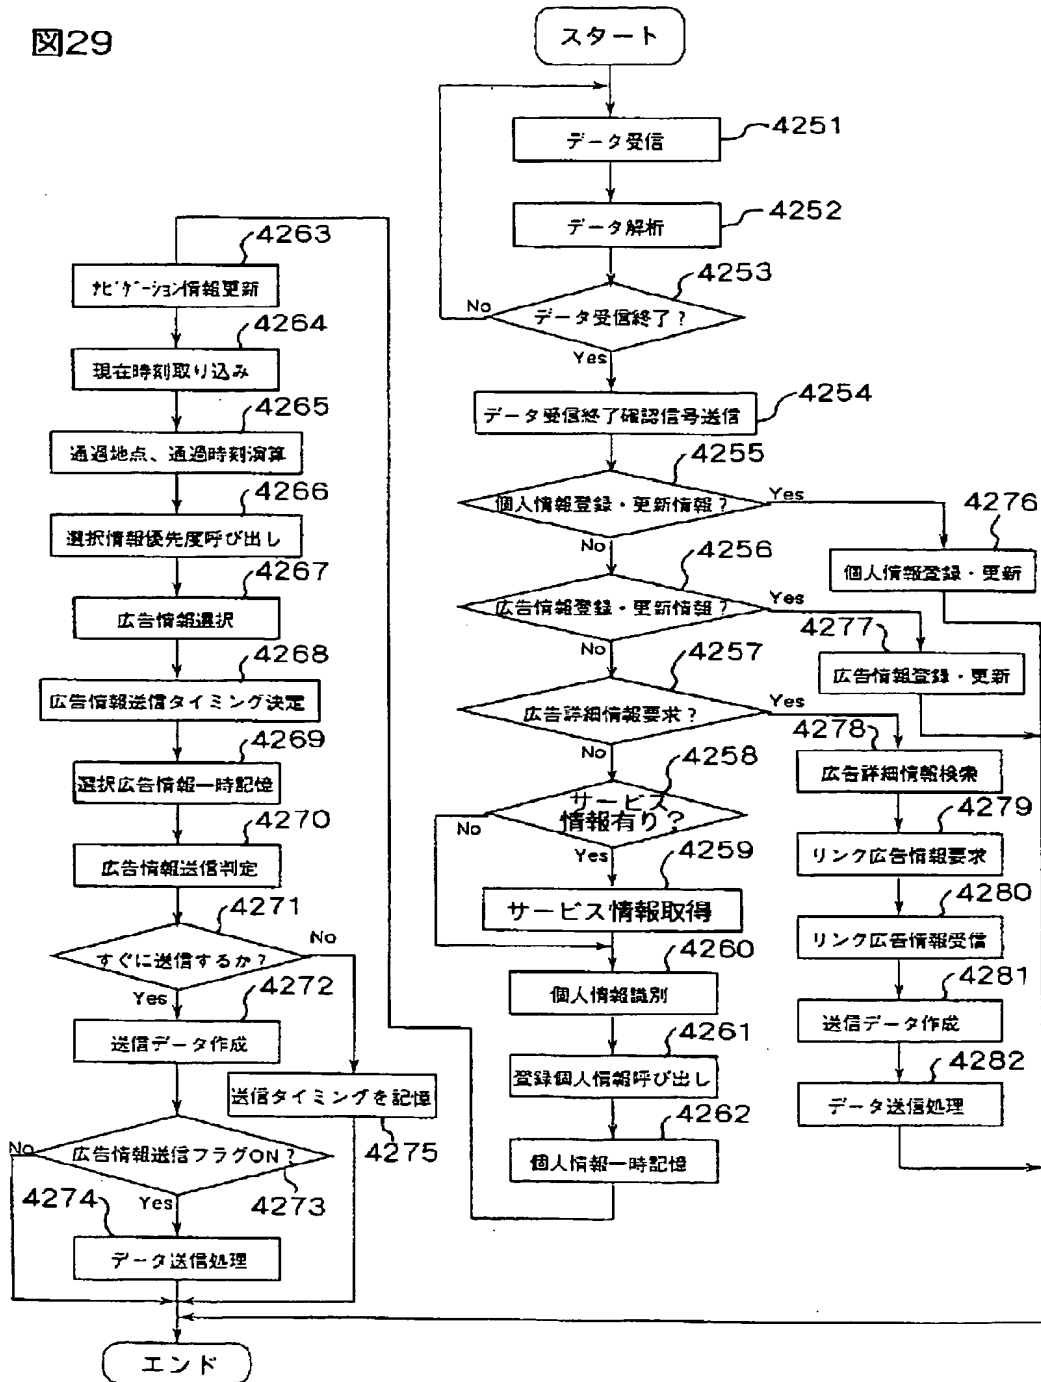 図29
スタート
データ受信
4251
データ解析
4252
データ受信終了?
4253
No
Yes
データ受信終了確認信号送信
4254
個人情報登録・更新情報?
4255
Yes
No
広告情報登録・更新情報?
4256
Yes
No
広告詳細情報要求?
4257
Yes
No
サービス
情報有り?
4258
No
Yes
サービス情報取得
4259
個人情報識別
4260
登録個人情報呼び出し
4261
個人情報一時記憶
4262
ナビゲーション情報更新
4263
現在時刻取り込み
4264
通過地点、通過時刻演算
4265
選択情報優先度呼び出し
4266
広告情報選択
4267
広告情報送信タイミング決定
4268
選択広告情報一時記憶
4269
広告情報送信判定
4270
すぐに送信するか?
4271
No
Yes
送信データ作成
4272
広告情報送信フラグON?
4273
No
Yes
データ送信処理
4274
送信タイミングを記憶
4275
個人情報登録・更新
4276
広告情報登録・更新
4277
広告詳細情報検索
4278
リンク広告情報要求
4279
リンク広告情報受信
4280
送信データ作成
4281
データ送信処理
4282
エンド